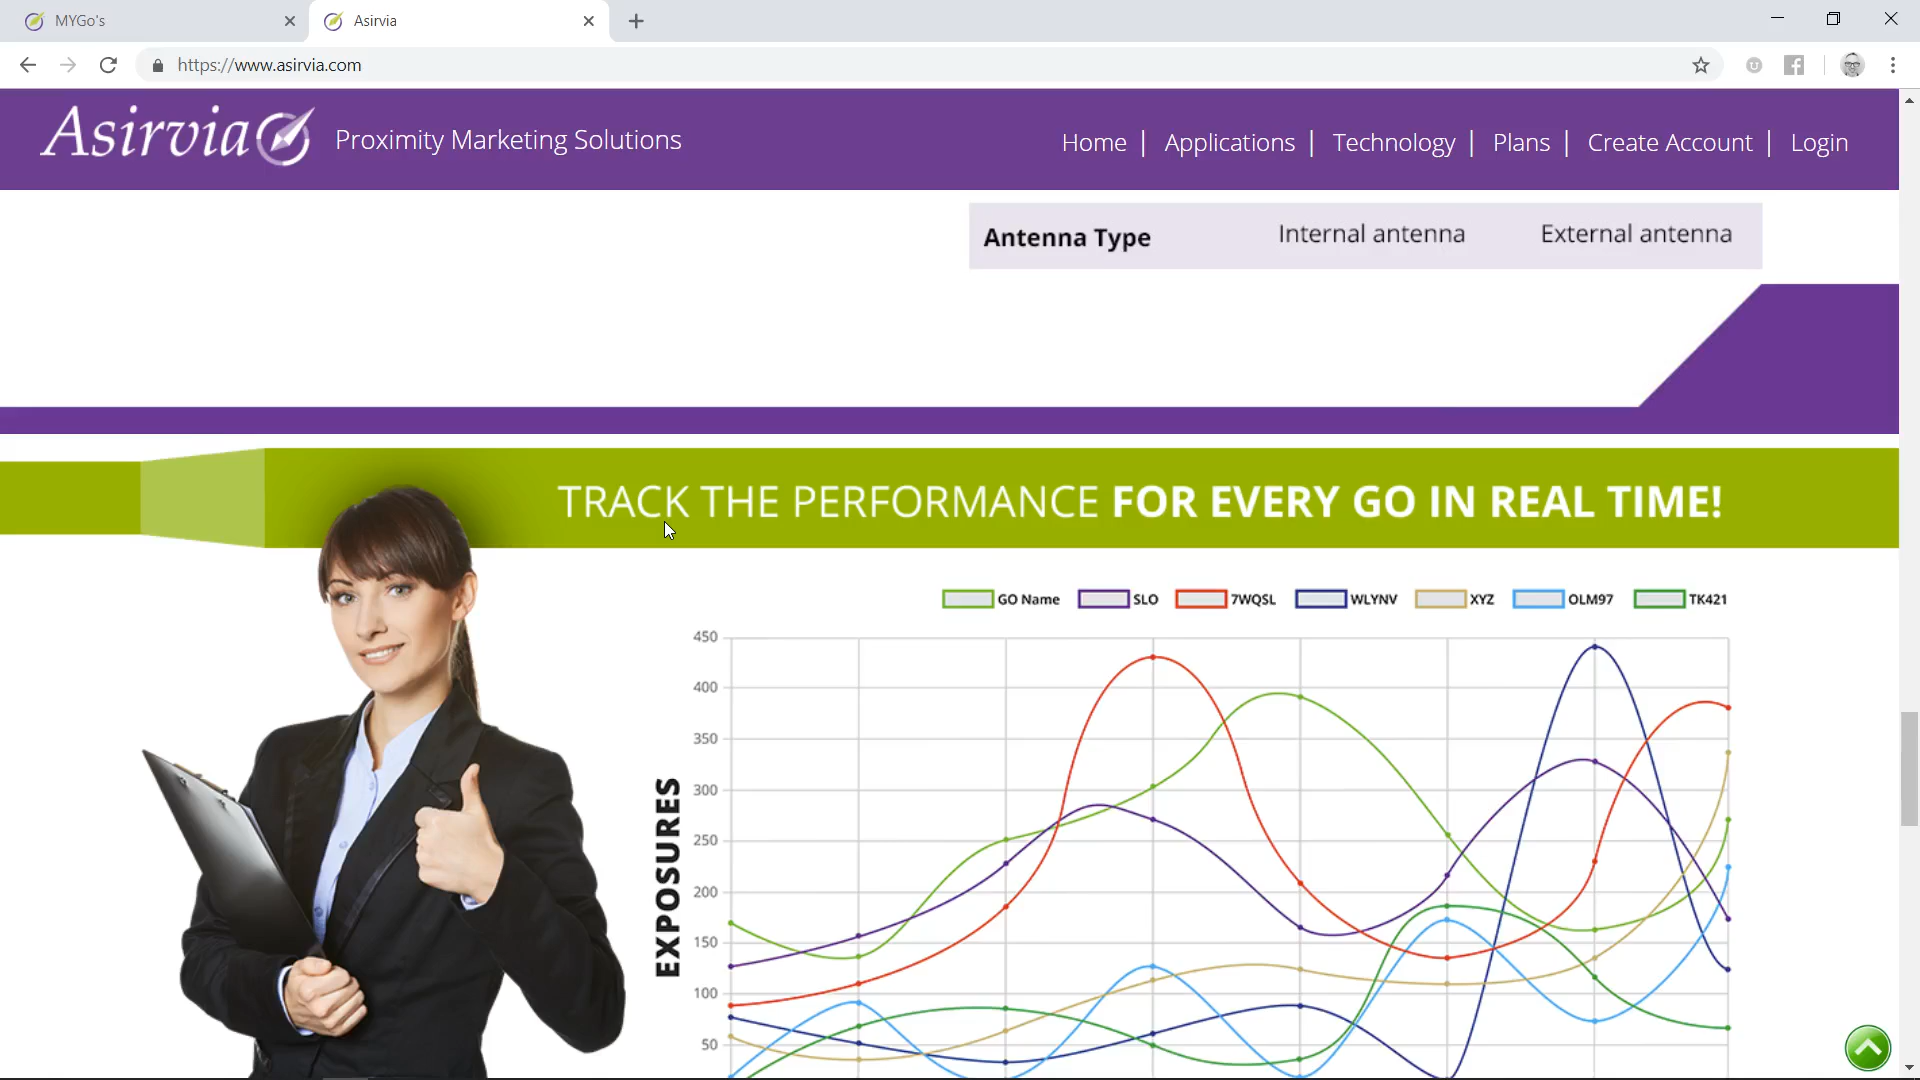 MYGo's
Asirvia
https://www.asirvia.com
Asirvia
Proximity Marketing Solutions
Home | Applications | Technology | Plans | Create Account | Login
Antenna Type Internal antenna External antenna
TRACK THE PERFORMANCE FOR EVERY GO IN REAL TIME!
GO Name SLO 7WQSL WLYNV XYZ OLM97 TK421
450
400
350
300
250
200
150
100
50
EXPOSURES